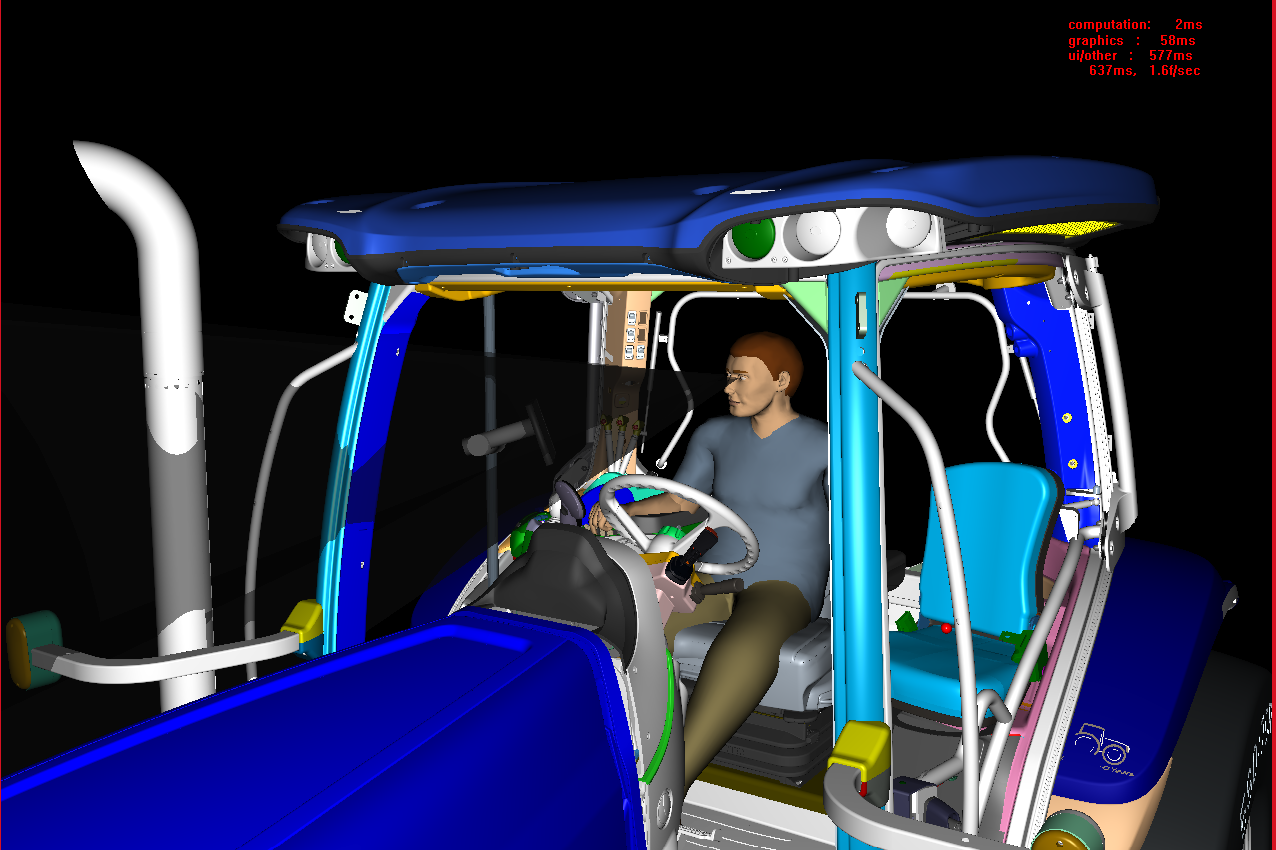 computation: 2ms
graphics : 58ms
ui/other : 577ms
637ms, 1.6f/sec